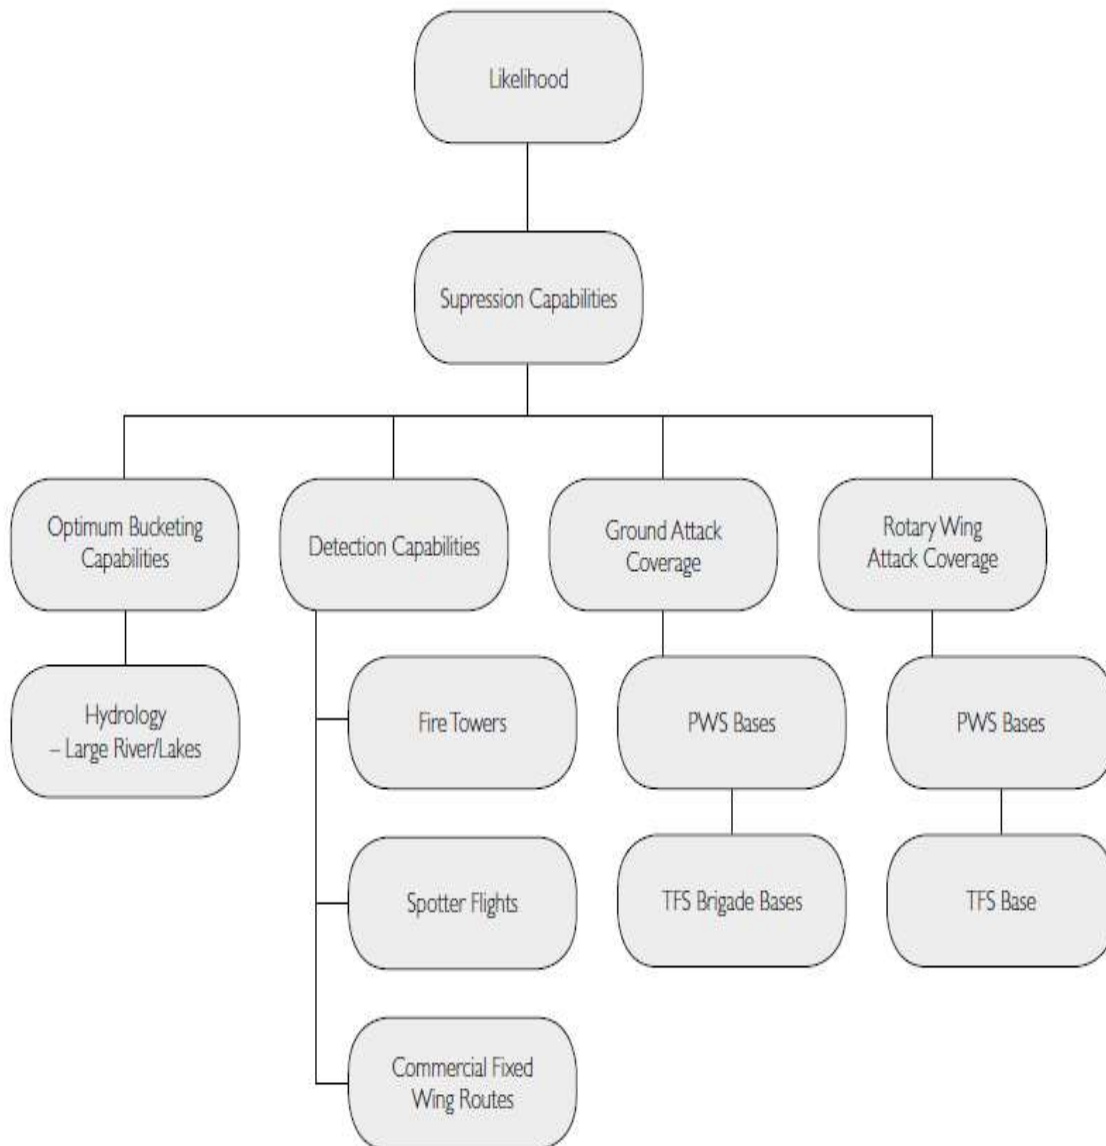 Likelihood
Supression Capabilities
Optimum Bucketing
Capabilities
Detection Capabilities
Ground Attack
Coverage
Rotary Wing
Attack Coverage
Hydrology
– Large River/Lakes
Fire Towers
Spotter Flights
Commercial Fixed
Wing Routes
PWS Bases
TFS Brigade Bases
PWS Bases
TFS Base